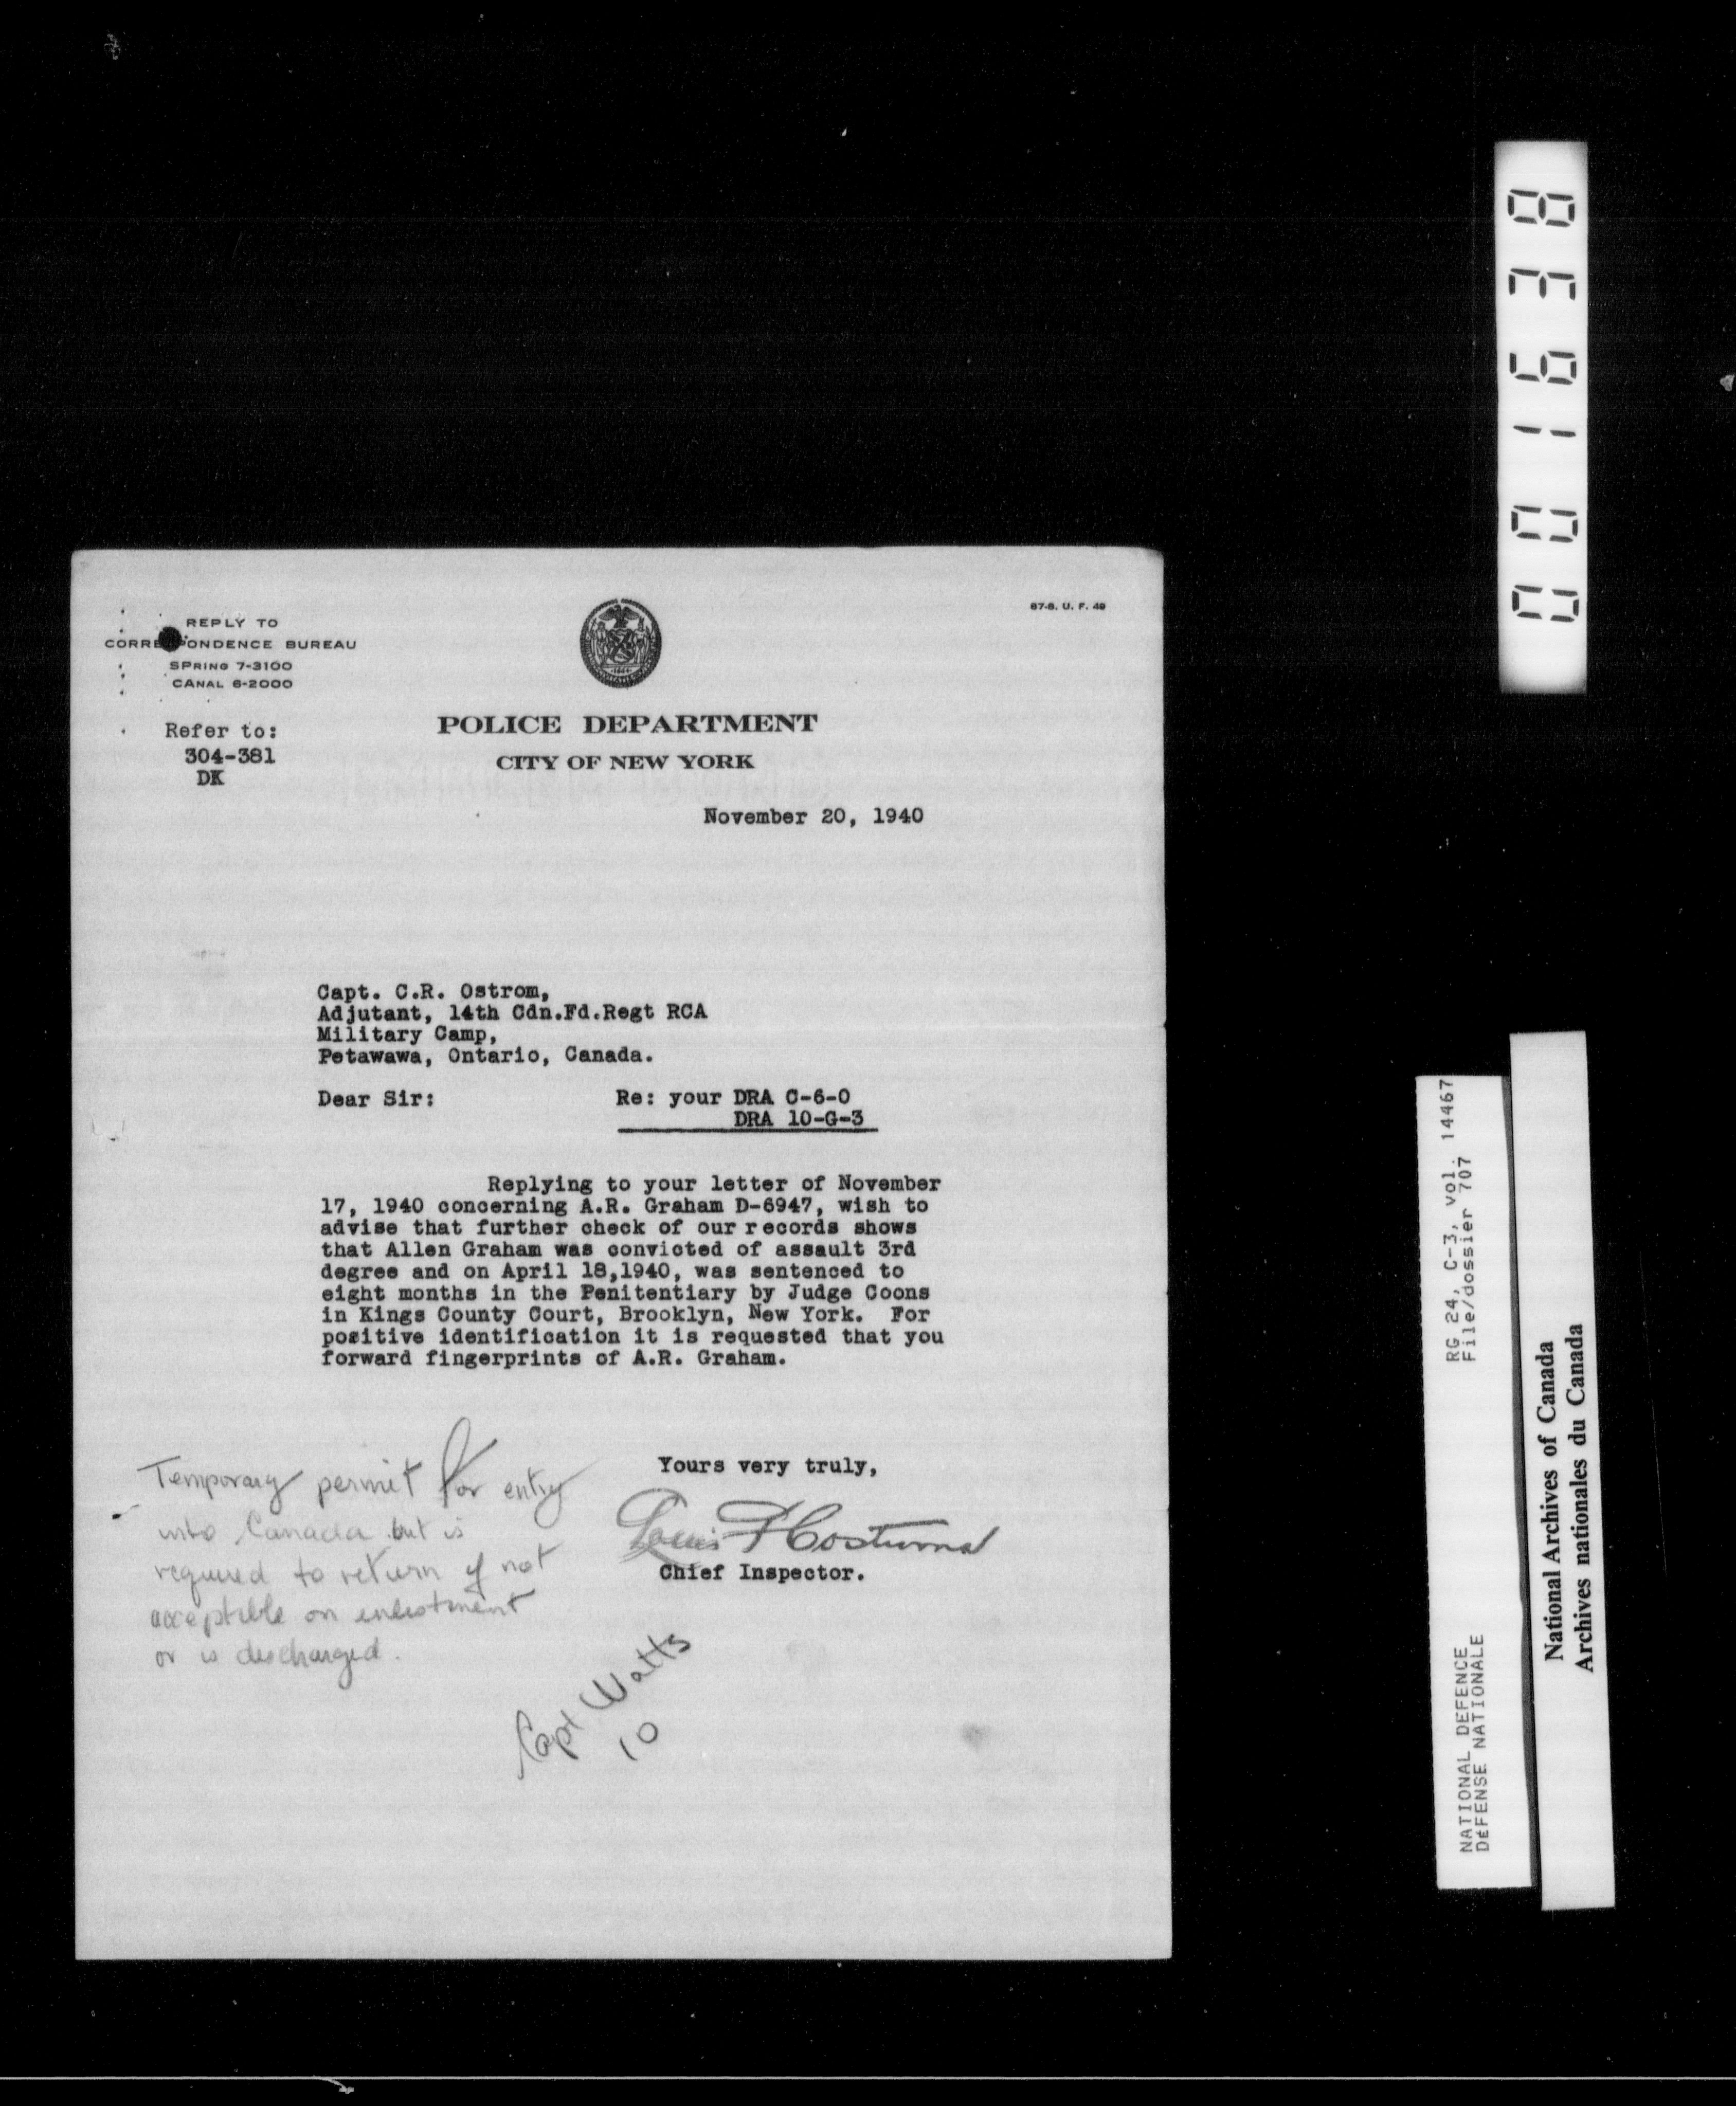 REPLY TO
CORRESPONDENCE BUREAU
SPRING 7-3100
CANAL 6-2000
67-6. U. F. 49
Refer to:
304-381
DK
POLICE DEPARTMENT
CITY OF NEW YORK
November 20, 1940
Capt. C.R. Ostrom,
Adjutant, 14th Cdn.Fd.Regt RCA
Military Camp,
Petawawa, Ontario, Canada.
Dear Sir: Re: your DRA C-6-0
DRA 10-G-3
Replying to your letter of November
17, 1940 concerning A.R. Graham D-6947, wish to
advise that further check of our records shows
that Allen Graham was convicted of assault 3rd
degree and on April 18,1940, was sentenced to
eight months in the Penitentiary by Judge Coons
in Kings County Court, Brooklyn, New York. For
positive identification it is requested that you
forward fingerprints of A.R. Graham.
Yours very truly,
Louis F Costuma
Chief Inspector.
Temporary permit for entry
into Canada but is
required to return if not
acceptible on enlistment
or is discharged.
Capt Watts
10
001638
RG 24, C-3, vol. 14467
File/dossier 707
NATIONAL DEFENCE
DÉFENSE NATIONALE
National Archives of Canada
Archives nationales du Canada